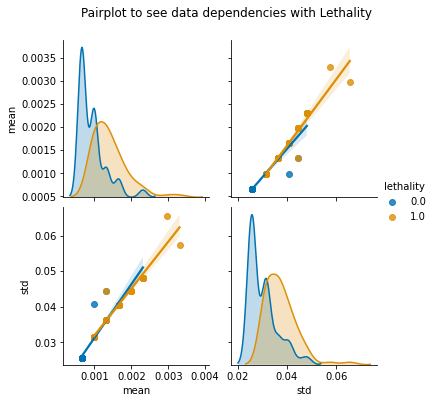 Pairplot to see data dependencies with Lethality
0.0035
0.0030
0.0025
0.0020
0.0015
0.0010
0.0005
mean
lethality
0.0
1.0
0.06
0.05
0.04
0.03
std
0.001 0.002 0.003 0.004
0.02 0.04 0.06
mean std